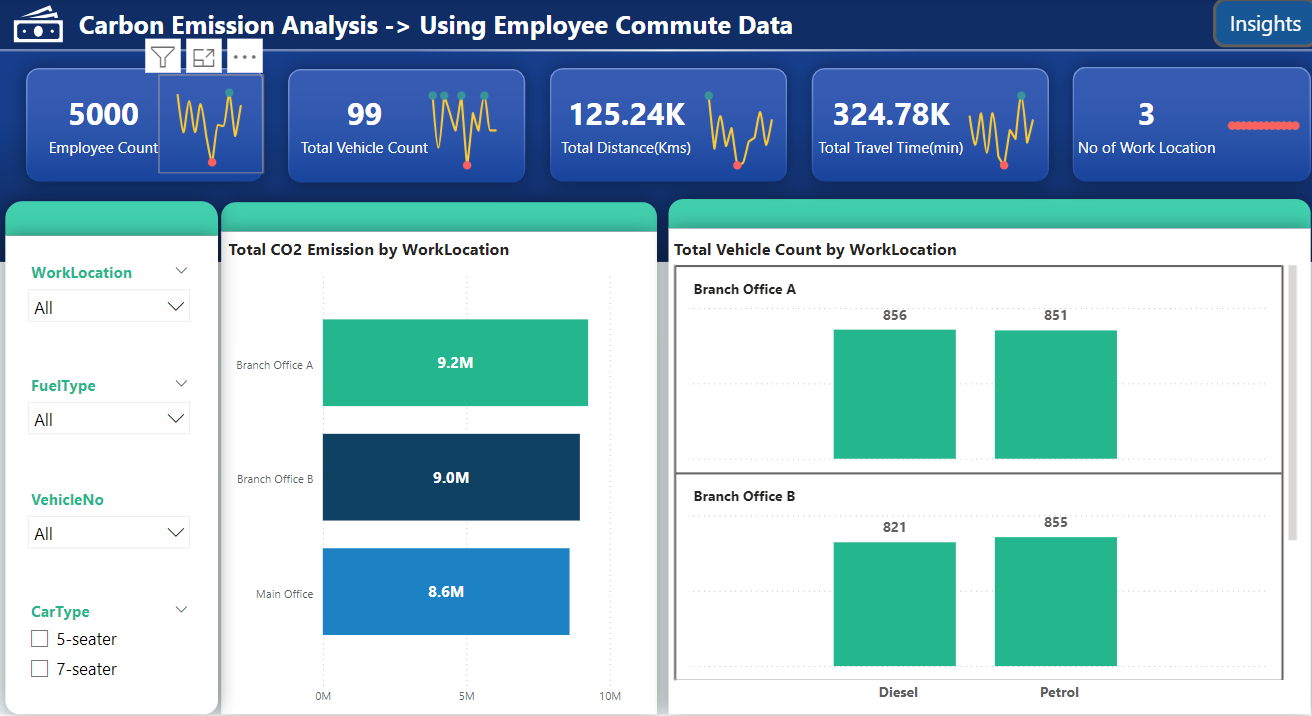 Carbon Emission Analysis -> Using Employee Commute Data
Insights
5000
Employee Count
99
Total Vehicle Count
125.24K
Total Distance(Kms)
324.78K
Total Travel Time(min)
3
No of Work Location
WorkLocation
All
FuelType
All
VehicleNo
All
CarType
5-seater
7-seater
Total CO2 Emission by WorkLocation
Branch Office A
9.2M
Branch Office B
9.0M
Main Office
8.6M
0M 5M 10M
Total Vehicle Count by WorkLocation
Branch Office A
856 851
Branch Office B
821 855
Diesel Petrol